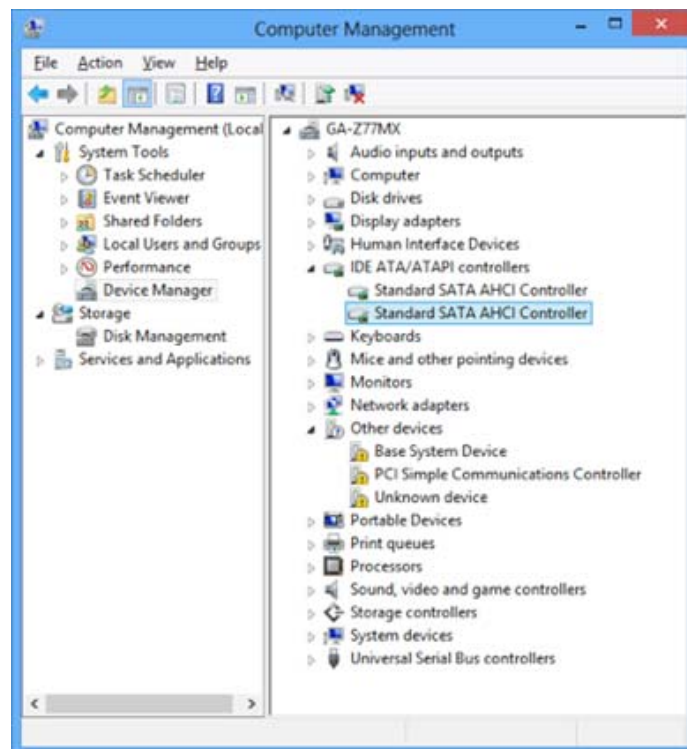 Computer Management
File Action View Help
Computer Management (Local
System Tools
Task Scheduler
Event Viewer
Shared Folders
Local Users and Groups
Performance
Device Manager
Storage
Disk Management
Services and Applications
GA-Z77MX
Audio inputs and outputs
Computer
Disk drives
Display adapters
Human Interface Devices
IDE ATA/ATAPI controllers
Standard SATA AHCI Controller
Standard SATA AHCI Controller
Keyboards
Mice and other pointing devices
Monitors
Network adapters
Other devices
Base System Device
PCI Simple Communications Controller
Unknown device
Portable Devices
Print queues
Processors
Sound, video and game controllers
Storage controllers
System devices
Universal Serial Bus controllers